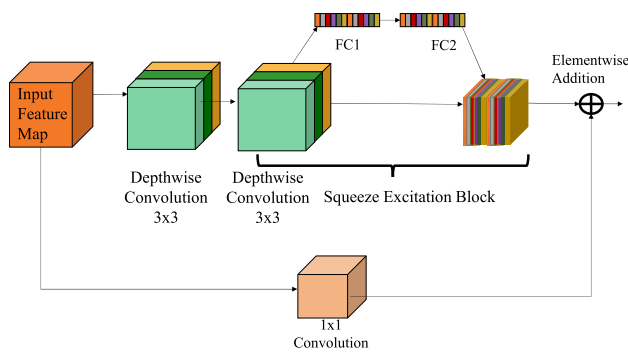 FC1
FC2
Elementwise
Addition
Input
Feature
Map
Depthwise
Convolution
3x3
Depthwise
Convolution
3x3
Squeeze Excitation Block
1x1
Convolution